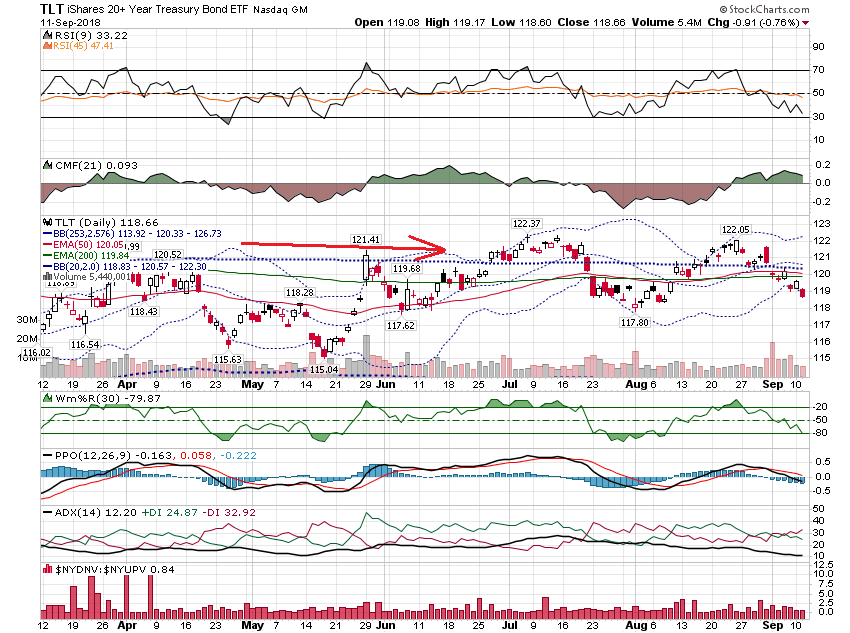 TLT iShares 20+ Year Treasury Bond ETF Nasdaq GM © StockCharts.com
11-Sep-2018 Open 119.08 High 119.17 Low 118.60 Close 118.66 Volume 5.4M Chg -0.91 (-0.76%)
RSI(9) 33.22
RSI(45) 47.41
90
70
50
30
10
CMF(21) 0.093
0.2
0.0
-0.2
TLT (Daily) 118.66
BB(253,2.576) 113.92 - 120.33 - 126.73
EMA(50) 120.05
EMA(200) 119.84
BB(20,2.0) 118.83 - 120.57 - 122.30
Volume 5,440,001
.99
120.52
121.41
122.37
122.05
119.68
118.28
118.43
117.62
117.80
116.54
116.02
115.63
115.04
123
122
121
120
119
118
117
116
115
30M
20M
10M
12 19 26 Apr 9 16 23 May 7 14 21 29 Jun 11 18 25 Jul 9 16 23 Aug 6 13 20 27 Sep 10
Wm%R(30) -79.87
-20
-50
-80
PPO(12,26,9) -0.163, 0.058, -0.222
0.5
0.0
-0.5
ADX(14) 12.20 +DI 24.87 -DI 32.92
50
40
30
20
10
$NYDNV:$NYUPV 0.84
12.5
10.0
7.5
5.0
2.5
0.0
12 19 26 Apr 9 16 23 May 7 14 21 29 Jun 11 18 25 Jul 9 16 23 Aug 6 13 20 27 Sep 10